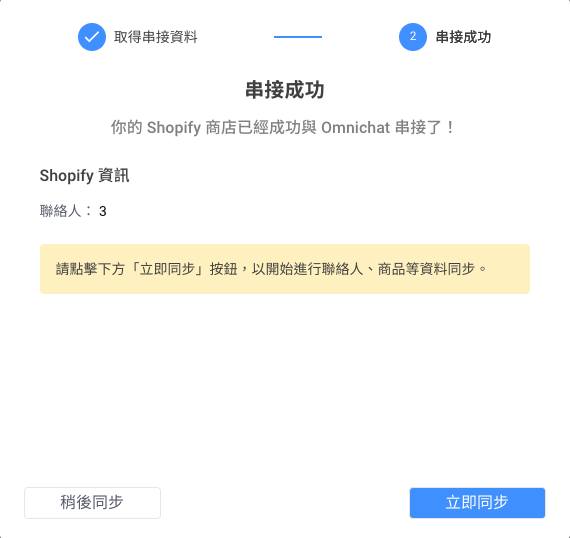 取得串接資料
2 串接成功
串接成功
你的 Shopify 商店已經成功與 Omnichat 串接了！
Shopify 資訊
聯絡人： 3
請點擊下方「立即同步」按鈕，以開始進行聯絡人、商品等資料同步。
稍後同步
立即同步